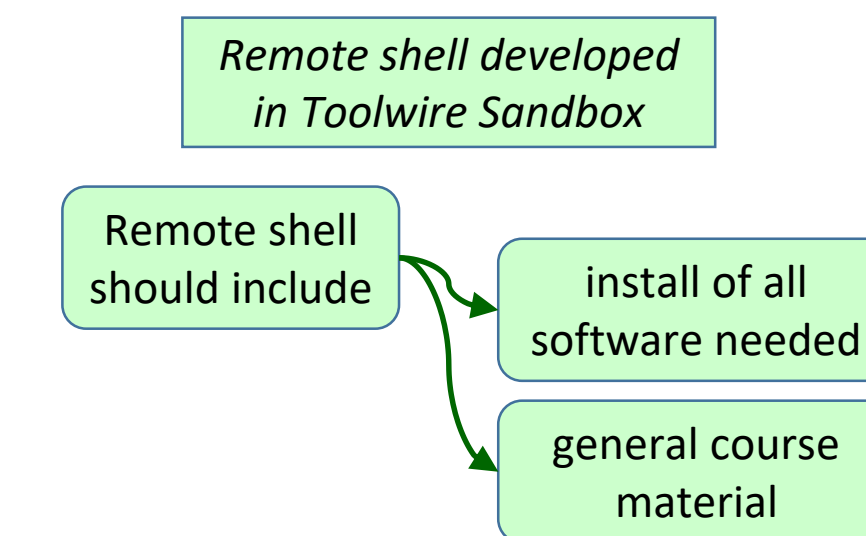 Remote shell developed
in Toolwire Sandbox
Remote shell
should include
install of all
software needed
general course
material